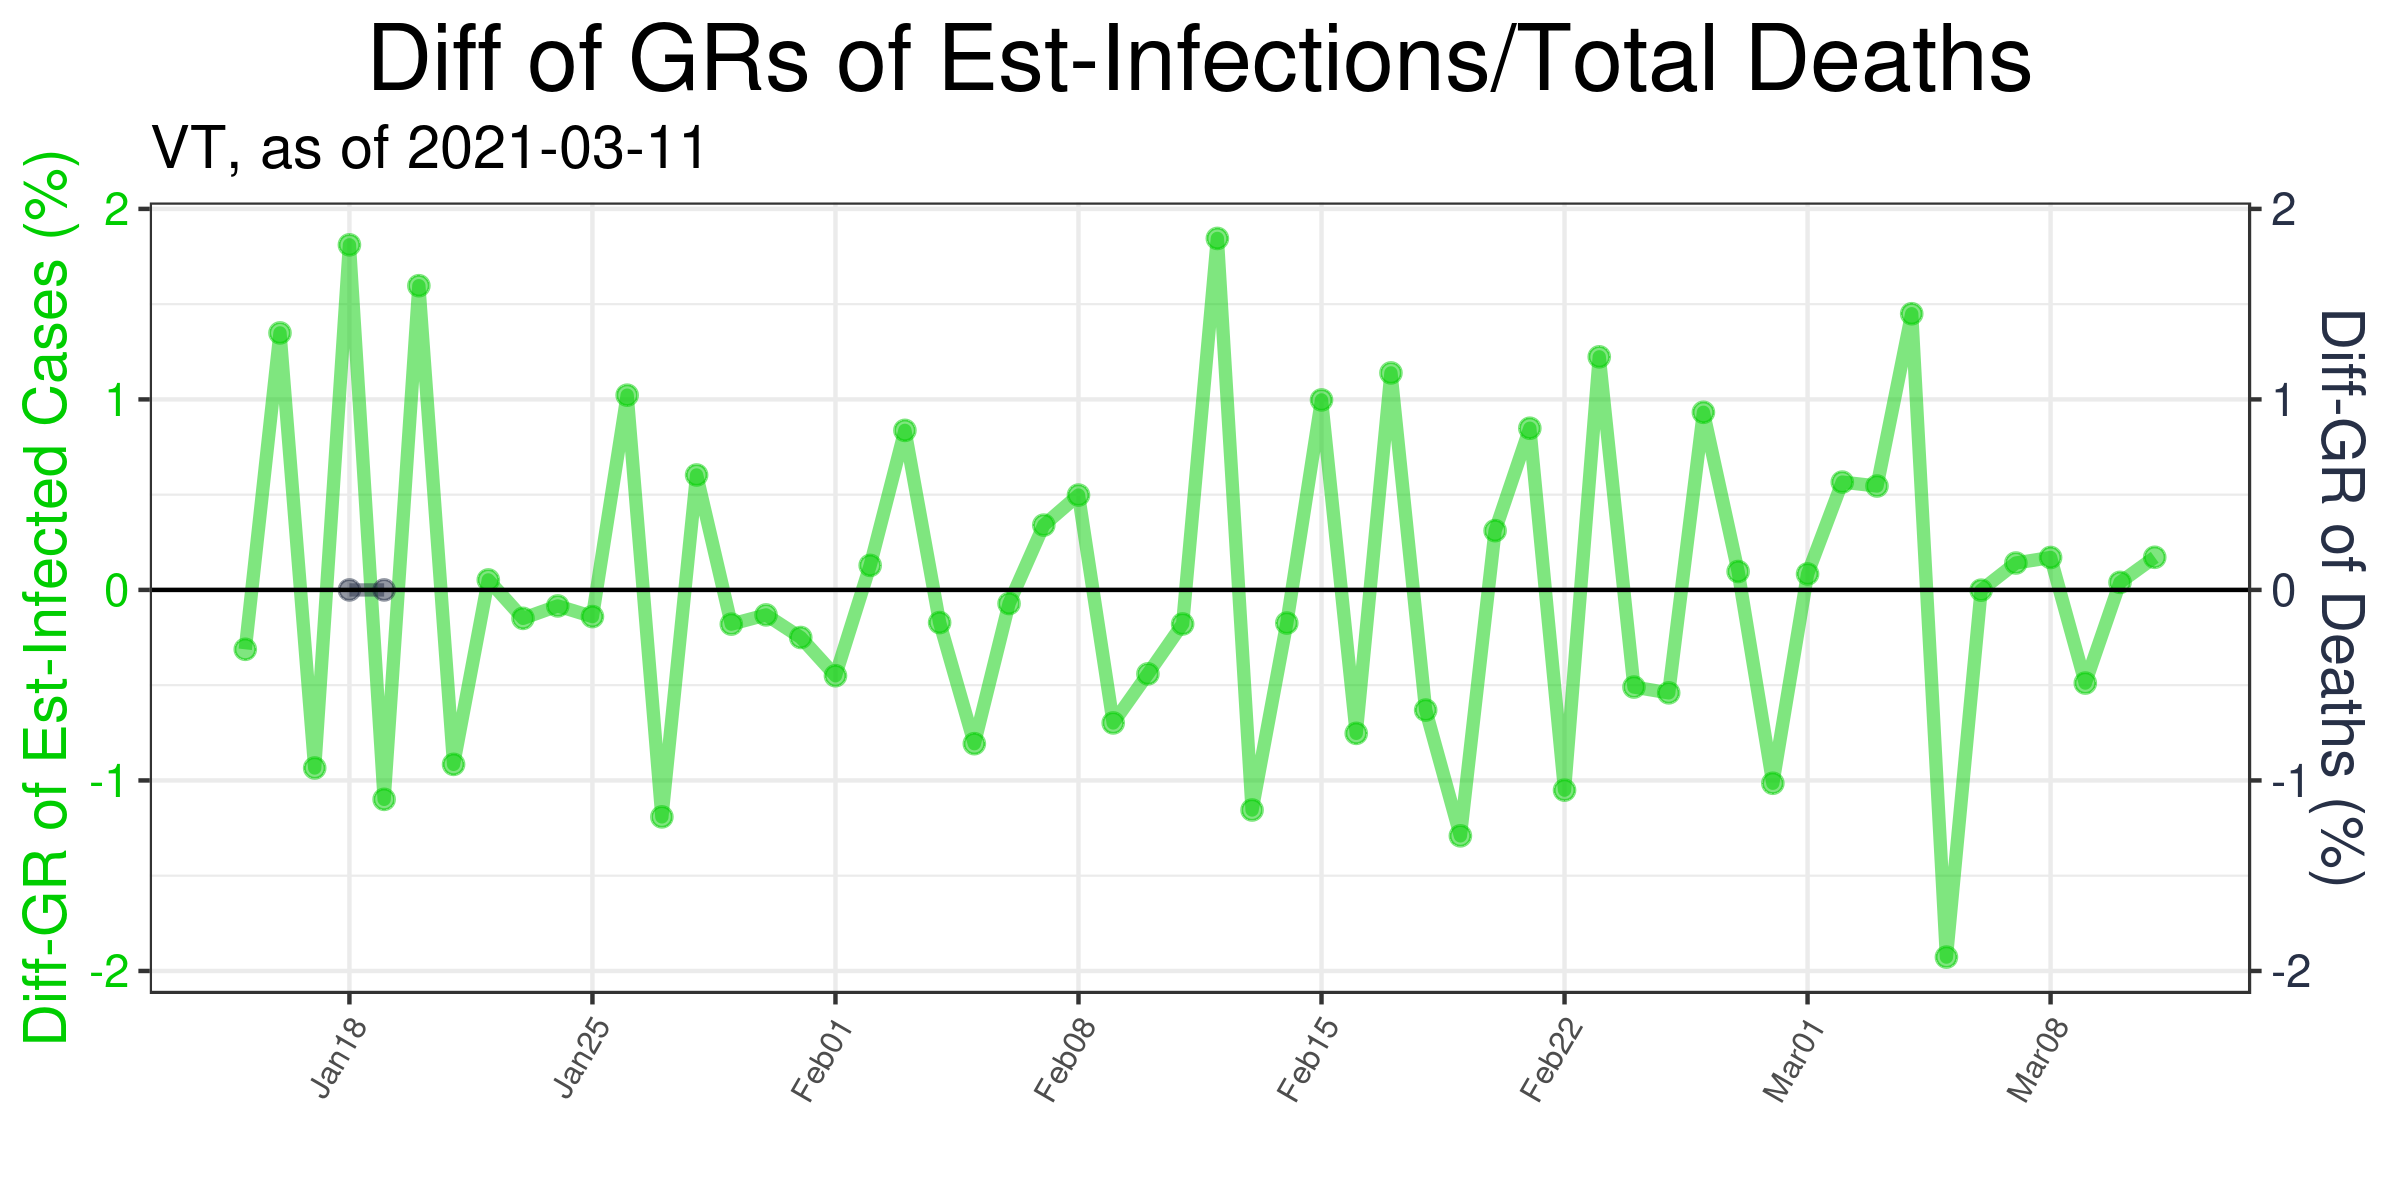 Diff of GRs of Est-Infections/Total Deaths
VT, as of 2021-03-11
Diff-GR of Est-Infected Cases (%)
2
1
0
-1
-2
2
1
0
-1
-2
Diff-GR of Deaths (%)
Jan18
Jan25
Feb01
Feb08
Feb15
Feb22
Mar01
Mar08